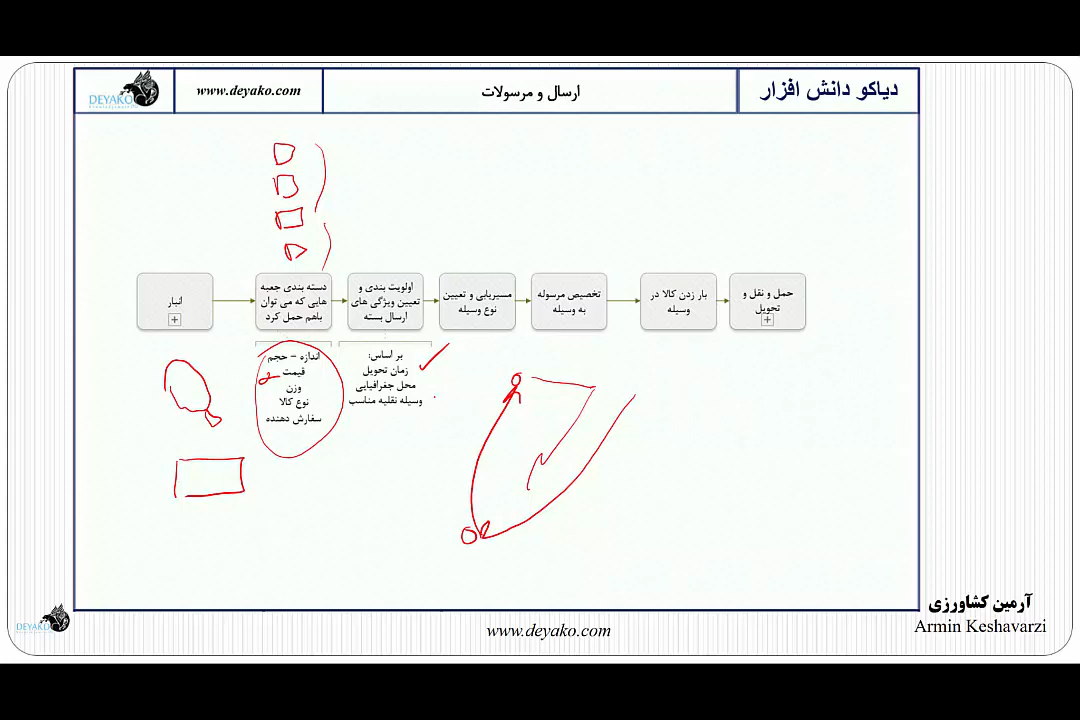 دیاکو دانش افزار
ارسال و مرسولات
www.deyako.com
DEYAKO
انبار
دسته بندی جعبه
هایی که می توان
باهم حمل کرد
اولویت بندی و
تعیین ویژگی های
ارسال بسته
مسیریابی و تعیین
نوع وسیله
تخصیص مرسوله
به وسیله
بار زدن کالا در
وسیله
حمل و نقل و
تحویل
اندازه – حجم
قیمت
وزن
نوع کالا
سفارش دهنده
بر اساس:
زمان تحویل
محل جغرافیایی
وسیله نقلیه مناسب
آرمین کشاورزی
Armin Keshavarzi
www.deyako.com
DEYAKO